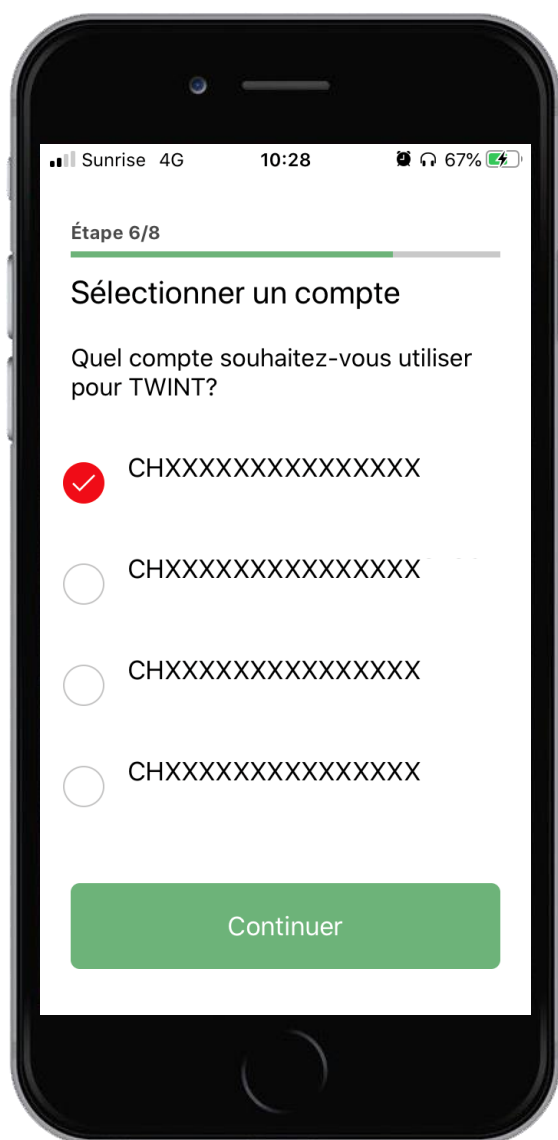 Sunrise 4G 10:28 67%
Étape 6/8
Sélectionner un compte
Quel compte souhaitez-vous utiliser
pour TWINT?
CHXXXXXXXXXXXXXXX
CHXXXXXXXXXXXXXXX
CHXXXXXXXXXXXXXXX
CHXXXXXXXXXXXXXXX
Continuer